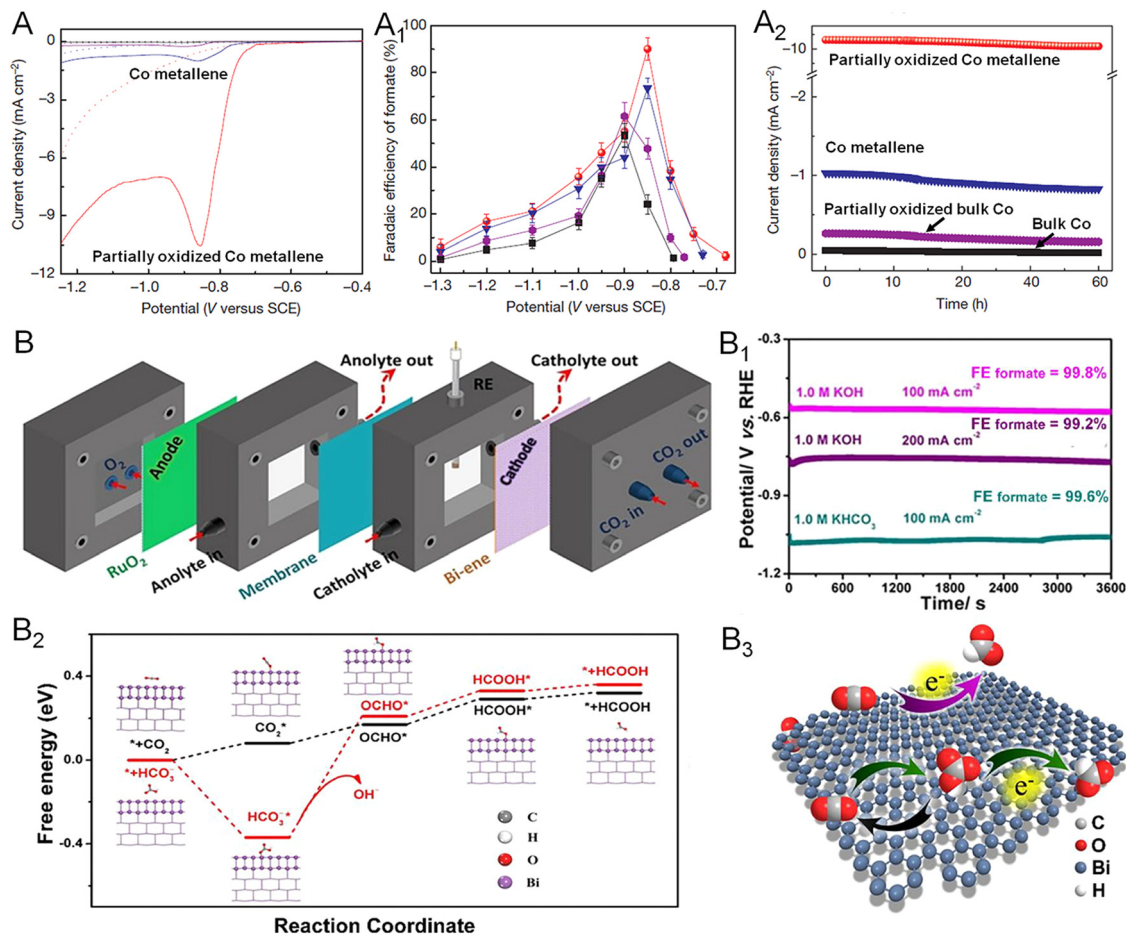 A
0
−3
−6
−9
−12
Current density (mA cm−2)
Co metallene
Partially oxidized Co metallene
−1.2
−1.0
−0.8
−0.6
−0.4
Potential (V versus SCE)
A1
100
80
60
40
20
0
Faradaic efficiency of formate (%)
−1.3
−1.2
−1.1
−1.0
−0.9
−0.8
−0.7
Potential (V versus SCE)
A2
−10
−2
−1
0
Current density (mA cm−2)
Partially oxidized Co metallene
Co metallene
Partially oxidized bulk Co
Bulk Co
0
10
20
10
20
60
Time (h)
B
Anolyte out
Catholyte out
RE
O2
Anode
Cathode
CO2 out
CO2 in
RuO2
Anolyte in
Membrane
Catholyte in
Bi-ene
B1
-0.3
-0.6
-0.9
-1.2
Potential/ V vs. RHE
FE formate = 99.8%
1.0 M KOH 100 mA cm-2
FE formate = 99.2%
1.0 M KOH 200 mA cm-2
FE formate = 99.6%
1.0 M KHCO3 100 mA cm-2
0
1200
2400
3600
Time/ s
B2
0.4
0.0
-0.4
Free energy (eV)
*+CO2
*+HCO3-
CO2*
HCO3-*
OCHO*
OCHO*
OH-
HCOOH*
HCOOH*
*+HCOOH
*+HCOOH
C
H
O
Bi
Reaction Coordinate
B3
e-
e-
C
O
Bi
H